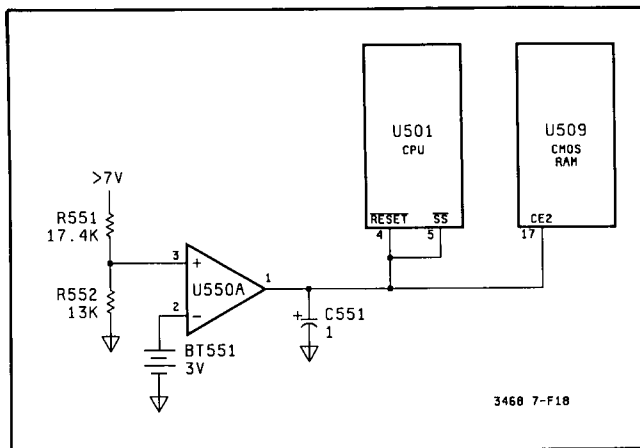 U501
CPU
U509
CMOS
RAM
>7V
RESET
SS
CE2
4
5
17
R551
17.4K
3
+
1
U550A
R552
13K
2
-
+
C551
1
BT551
3V
3468 7-F18